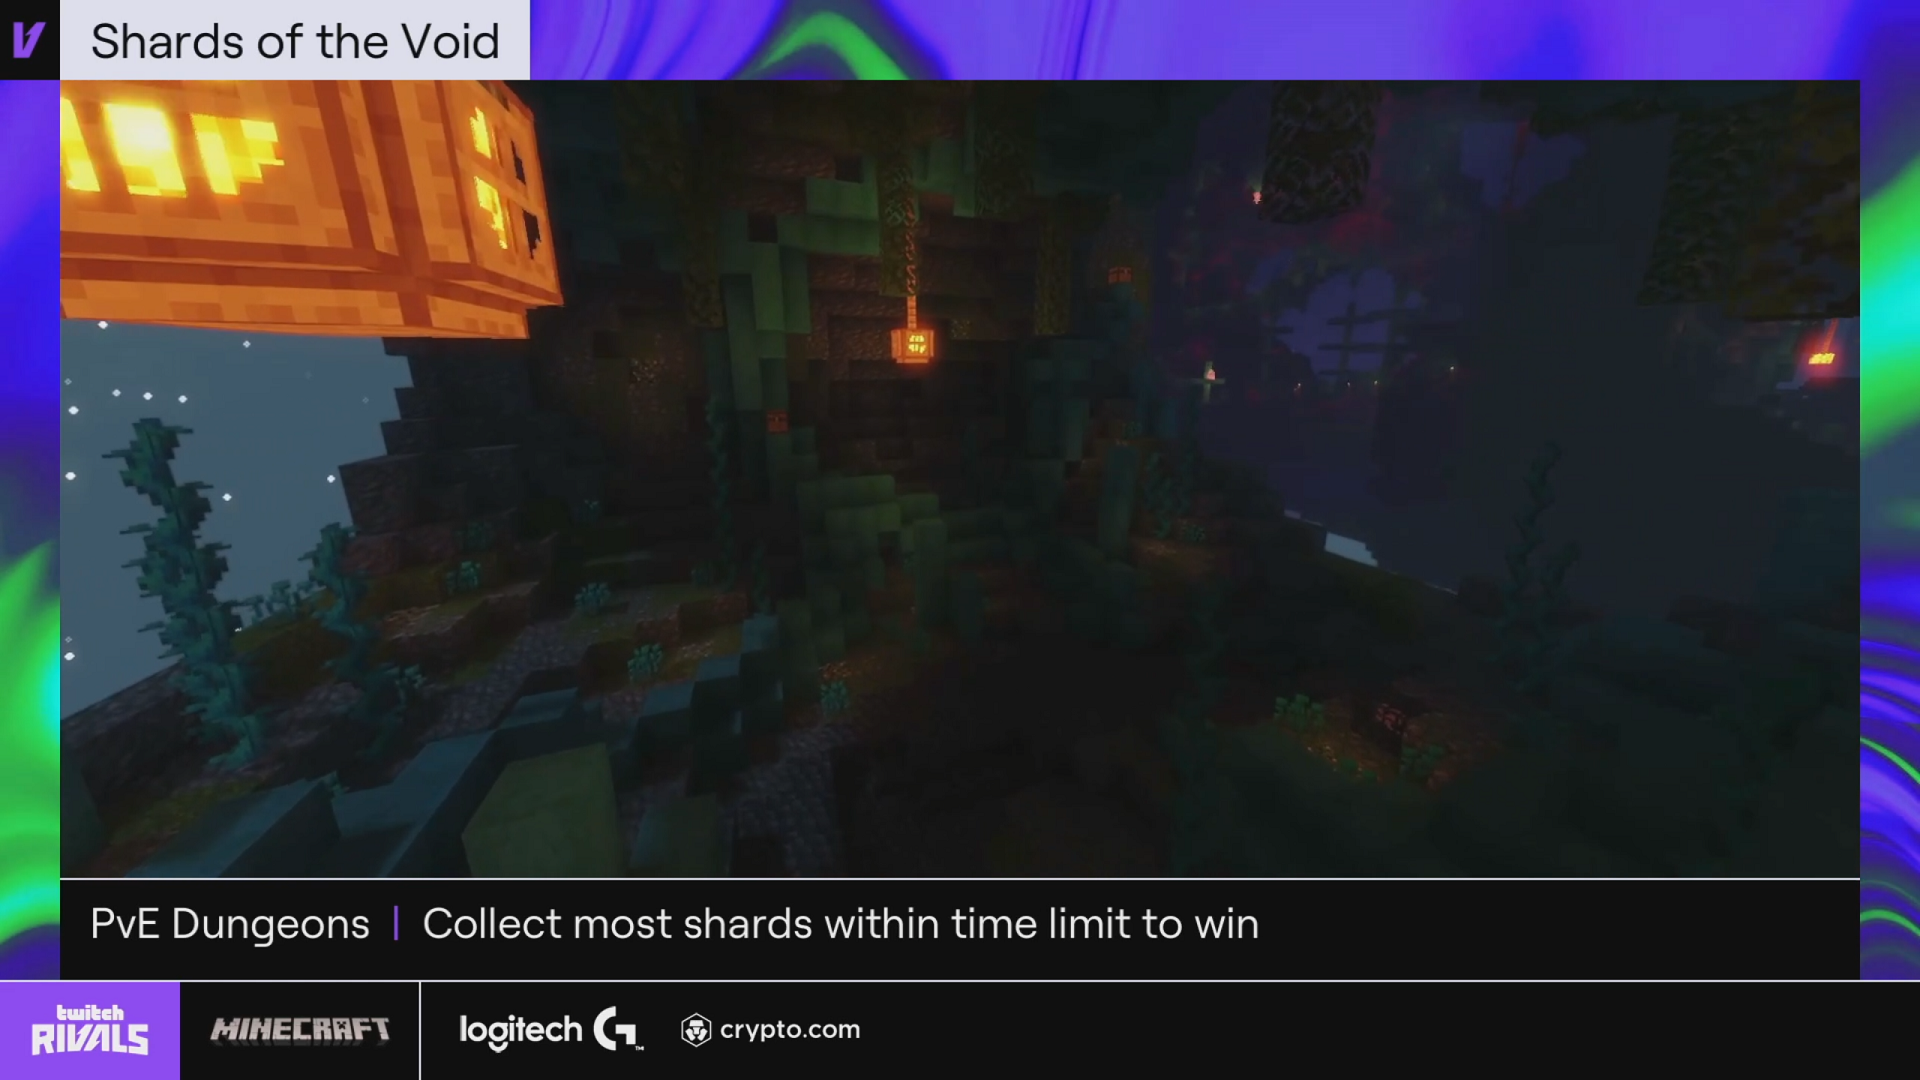 Shards of the Void
PvE Dungeons | Collect most shards within time limit to win
twitch
RIVALS
MINECRAFT
logitech G™
crypto.com